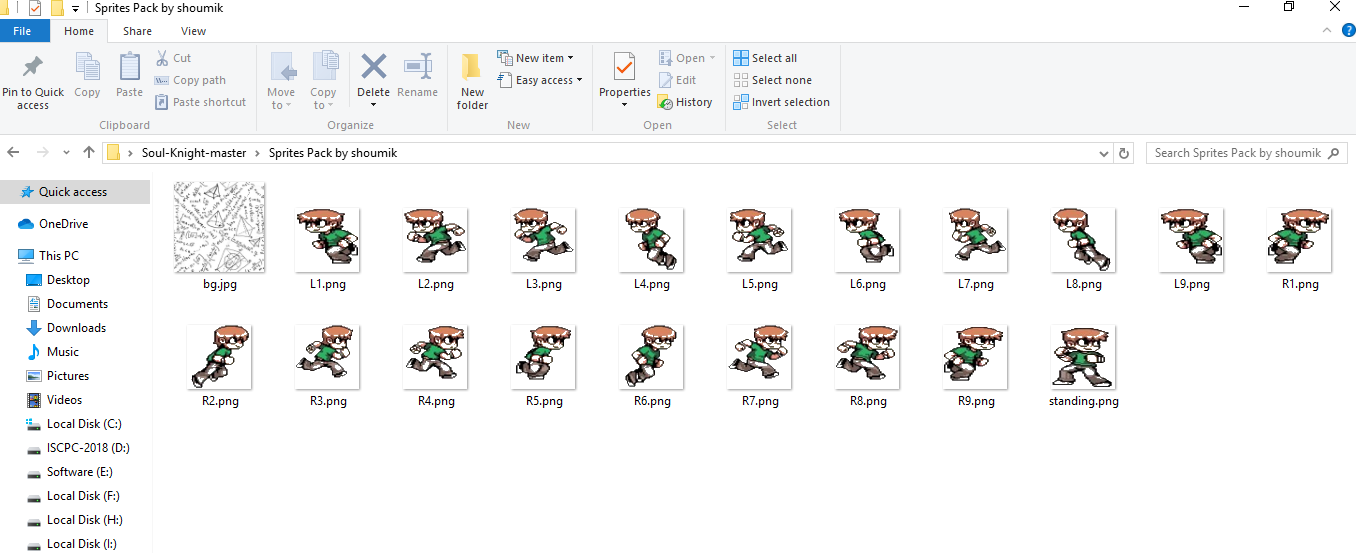 Sprites Pack by shoumik
File Home Share View
Pin to Quick access
Copy
Paste
Cut
Copy path
Paste shortcut
Clipboard
Move to
Copy to
Delete
Rename
Organize
New folder
New item
Easy access
New
Properties
Open
Edit
History
Open
Select all
Select none
Invert selection
Select
Soul-Knight-master Sprites Pack by shoumik
Search Sprites Pack by shoumik
Quick access
OneDrive
This PC
Desktop
Documents
Downloads
Music
Pictures
Videos
Local Disk (C:)
ISCPC-2018 (D:)
Software (E:)
Local Disk (F:)
Local Disk (H:)
Local Disk (I:)
bg.jpg L1.png L2.png L3.png L4.png L5.png L6.png L7.png L8.png L9.png R1.png
R2.png R3.png R4.png R5.png R6.png R7.png R8.png R9.png standing.png